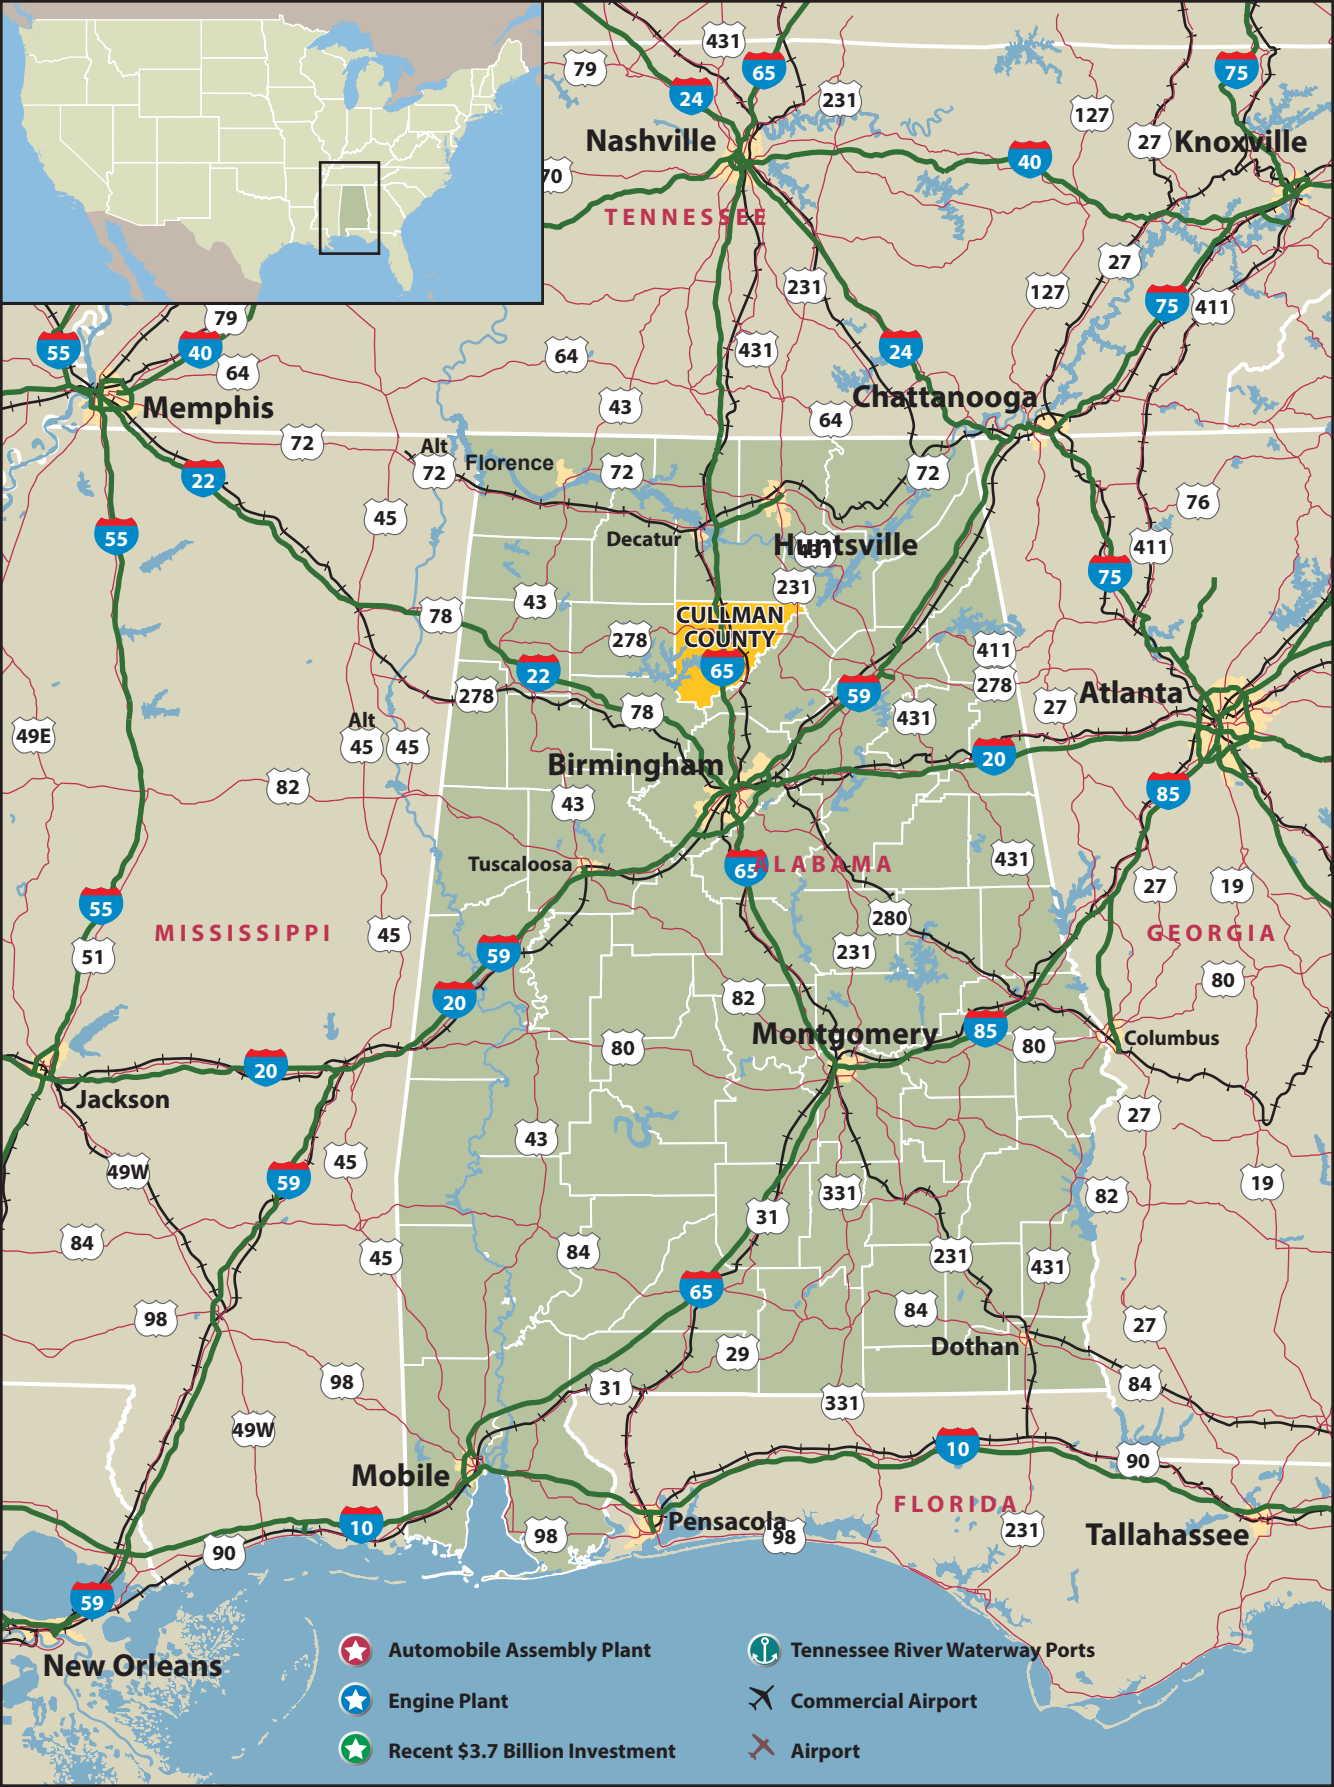 431
79
65
75
24
231
127
27
Knoxville
Nashville
40
70
TENNESSEE
27
231
127
75
411
79
55
40
64
431
24
64
Chattanooga
Memphis
43
64
72
Alt
72
Florence
72
72
22
45
76
55
Decatur
Huntsville
431
411
75
231
43
78
CULLMAN
COUNTY
278
411
65
22
278
278
59
Atlanta
27
78
431
Alt
45
45
49E
20
Birmingham
82
43
85
Tuscaloosa
65
ALABAMA
431
27
19
55
280
MISSISSIPPI
45
GEORGIA
51
59
231
80
20
82
Montgomery
85
80
80
Columbus
20
Jackson
27
43
49W
45
59
331
82
19
31
84
45
84
231
431
65
98
84
27
Dothan
29
98
31
84
331
49W
10
90
Mobile
FLORIDA
10
98
Pensacola
98
231
Tallahassee
90
59
New Orleans
Automobile Assembly Plant
Tennessee River Waterway Ports
Engine Plant
Commercial Airport
Recent $3.7 Billion Investment
Airport